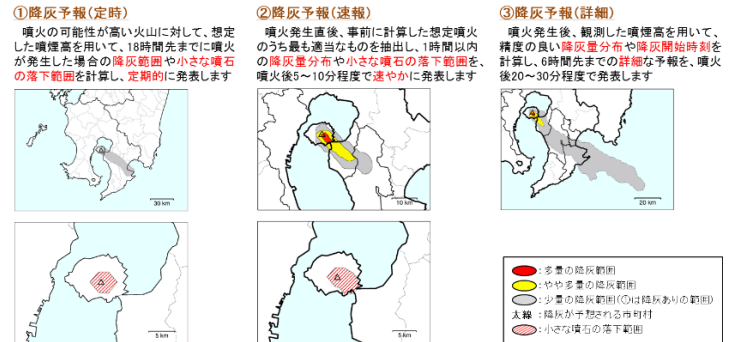 ①降灰予報(定時)
噴火の可能性が高い火山に対して、想定
した噴煙高を用いて、18時間先までに噴火
が発生した場合の降灰範囲や小さな噴石
の落下範囲を計算し、定期的に発表します
30 km
5 km
②降灰予報(速報)
噴火発生直後、事前に計算した想定噴火
のうち最も適当なものを抽出し、1時間以内
の降灰量分布や小さな噴石の落下範囲を、
噴火後5～10分程度で速やかに発表します
10 km
5 km
③降灰予報(詳細)
噴火発生後、観測した噴煙高を用いて、
精度の良い降灰量分布や降灰開始時刻を
計算し、6時間先までの詳細な予報を、噴火
後20～30分程度で発表します
20 km
：多量の降灰範囲
：やや多量の降灰範囲
：少量の降灰範囲(①は降灰ありの範囲)
太線：降灰が予想される市町村
：小さな噴石の落下範囲